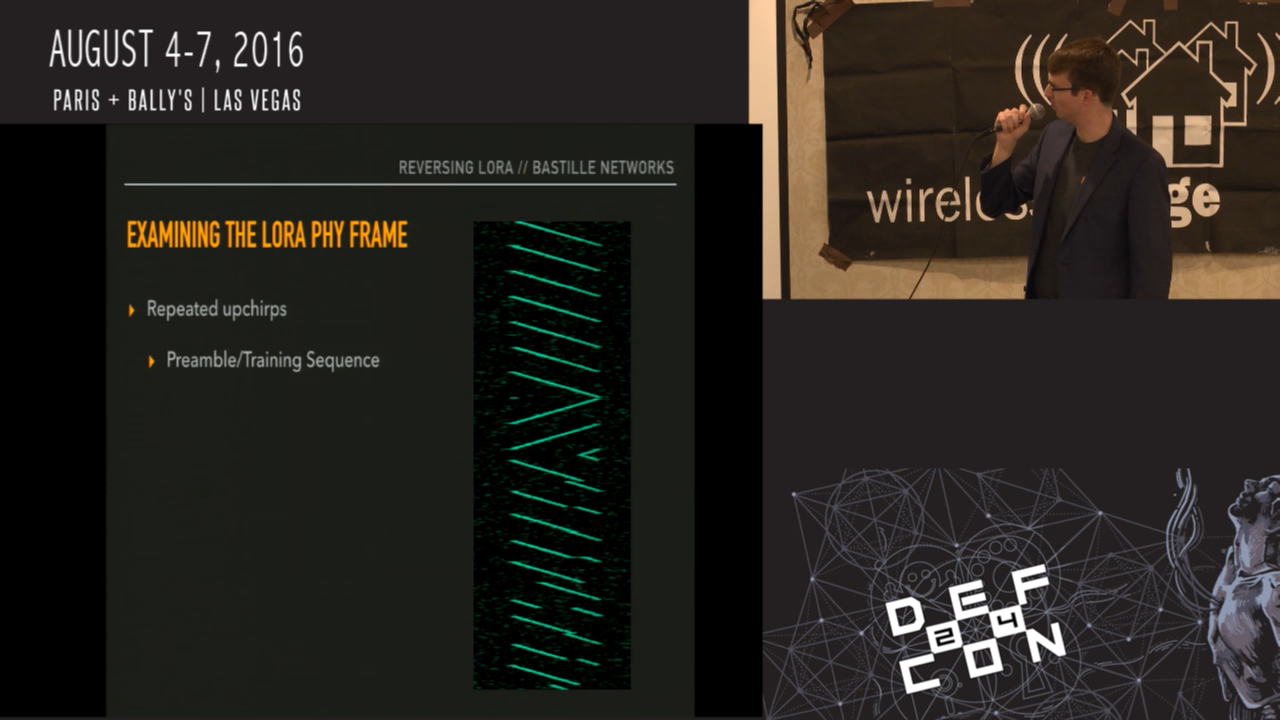 AUGUST 4-7, 2016
PARIS + BALLY'S | LAS VEGAS
REVERSING LORA // BASTILLE NETWORKS
EXAMINING THE LORA PHY FRAME
Repeated upchirps
Preamble/Training Sequence
wireless
ge
DEF
24
CON